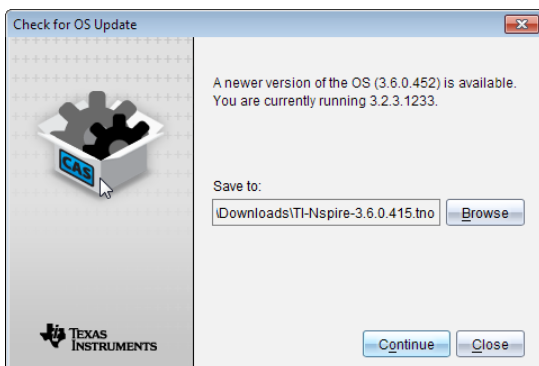 Check for OS Update
A newer version of the OS (3.6.0.452) is available.
You are currently running 3.2.3.1233.
CAS
Save to:
\Downloads\TI-Nspire-3.6.0.415.tno
Browse
TEXAS
INSTRUMENTS
Continue
Close